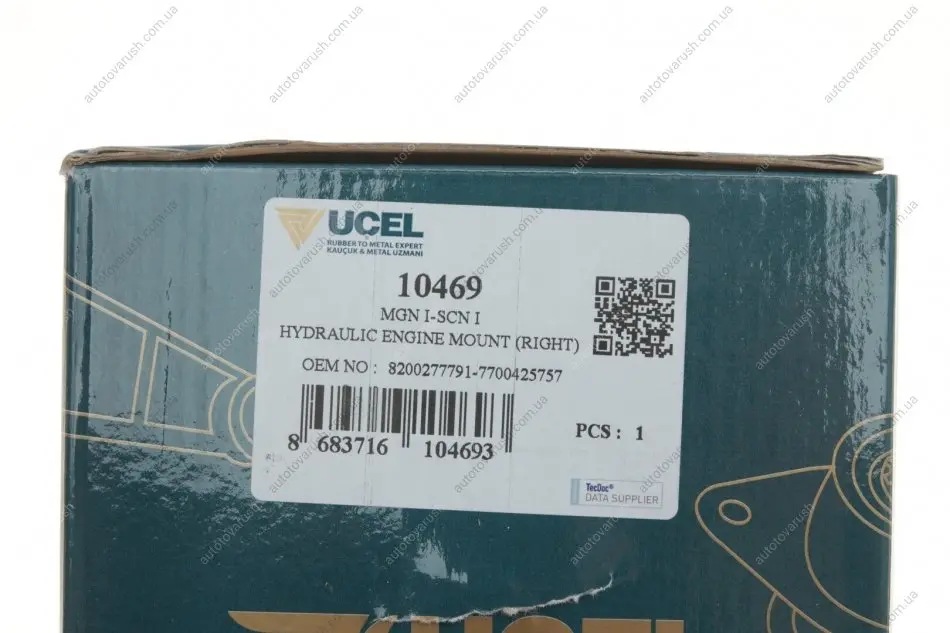 UCEL
RUBBER TO METAL EXPERT
KAUÇUK & METAL UZMANI
10469
MGN I-SCN I
HYDRAULIC ENGINE MOUNT (RIGHT)
OEM NO : 8200277791-7700425757
8 683716 104693
PCS : 1
TecDoc®
DATA SUPPLIER
UCEL
autotovarush.com.ua